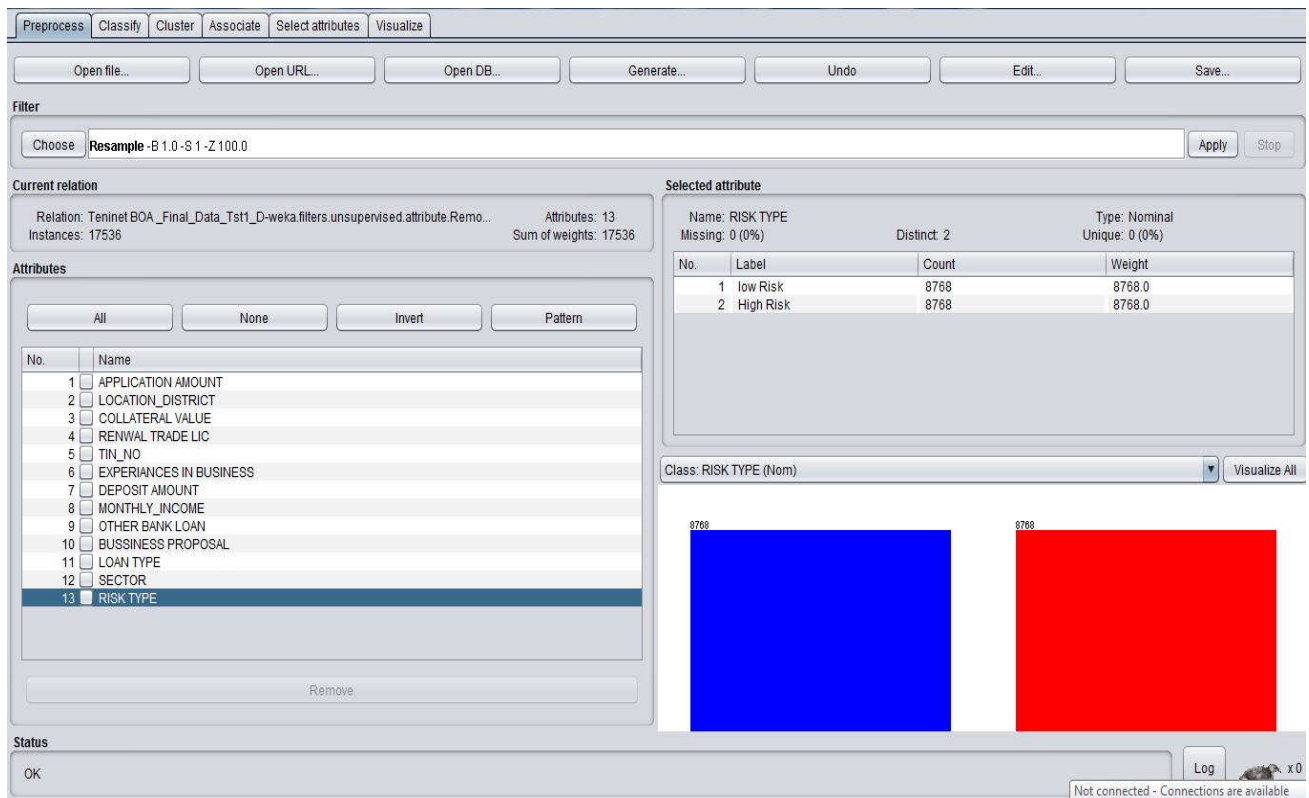 Preprocess Classify Cluster Associate Select attributes Visualize
Open file... Open URL... Open DB... Generate... Undo Edit... Save...
Filter
Choose Resample -B 1.0 -S 1 -Z 100.0 Apply Stop
Current relation
Relation: Teninet BOA _Final_Data_Tst1_D-weka.filters.unsupervised.attribute.Remo... Attributes: 13
Instances: 17536 Sum of weights: 17536
Attributes
All None Invert Pattern
No. Name
1 APPLICATION AMOUNT
2 LOCATION_DISTRICT
3 COLLATERAL VALUE
4 RENWAL TRADE LIC
5 TIN_NO
6 EXPERIANCES IN BUSINESS
7 DEPOSIT AMOUNT
8 MONTHLY_INCOME
9 OTHER BANK LOAN
10 BUSSINESS PROPOSAL
11 LOAN TYPE
12 SECTOR
13 RISK TYPE
Remove
Selected attribute
Name: RISK TYPE Type: Nominal
Missing: 0 (0%) Distinct: 2 Unique: 0 (0%)
No. Label Count Weight
1 low Risk 8768 8768.0
2 High Risk 8768 8768.0
Class: RISK TYPE (Nom) Visualize All
8768 8768
Status
OK Log x 0
Not connected - Connections are available